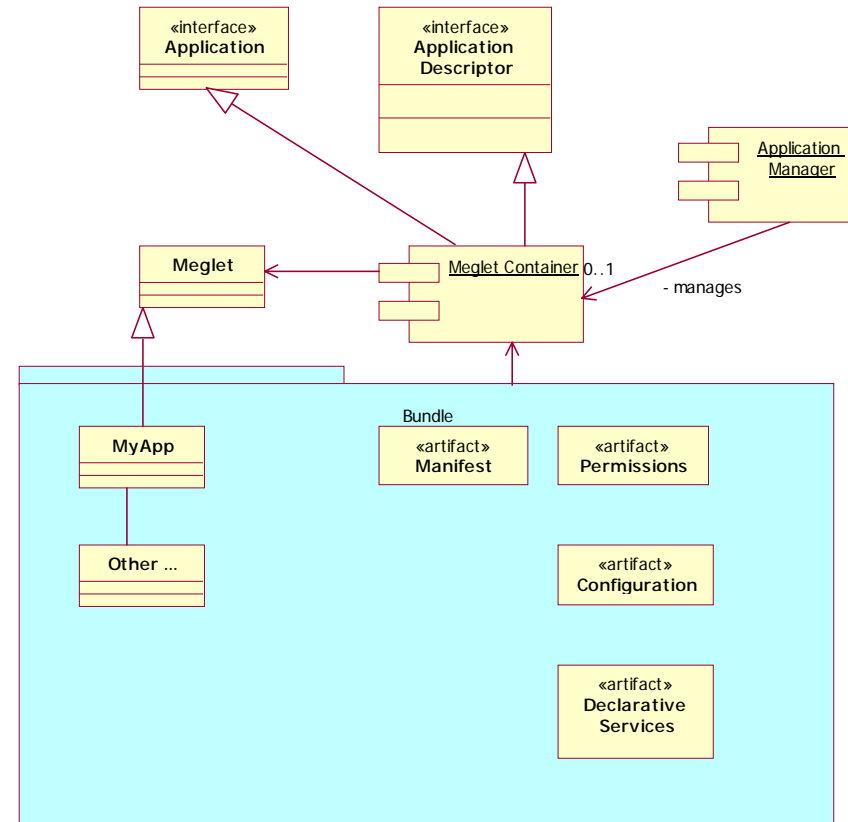 «interface»
Application
«interface»
Application
Descriptor
Application
Manager
Meglet
Meglet Container
0..1
- manages
Bundle
MyApp
«artifact»
Manifest
«artifact»
Permissions
Other ...
«artifact»
Configuration
«artifact»
Declarative
Services